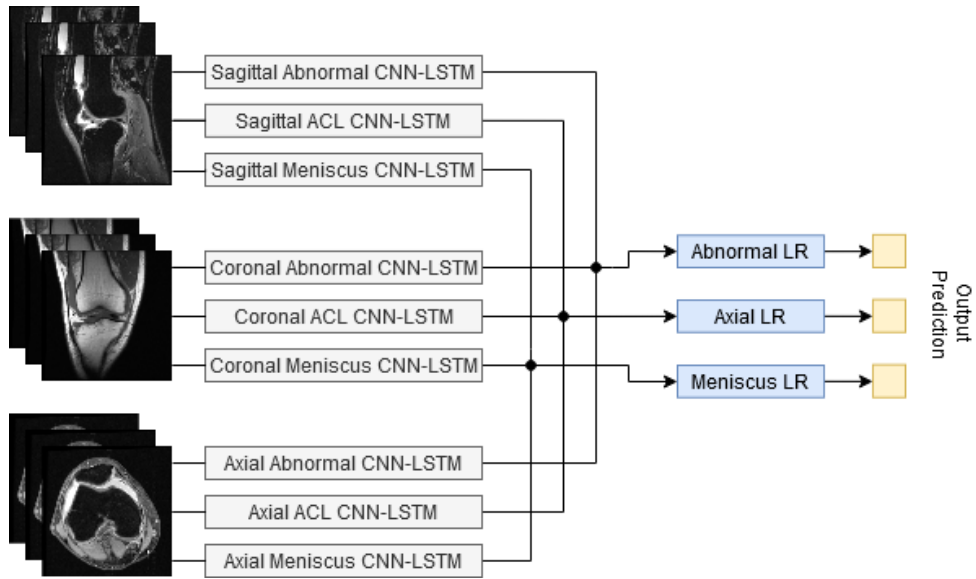 Sagittal Abnormal CNN-LSTM
Sagittal ACL CNN-LSTM
Sagittal Meniscus CNN-LSTM
Coronal Abnormal CNN-LSTM
Coronal ACL CNN-LSTM
Coronal Meniscus CNN-LSTM
Axial Abnormal CNN-LSTM
Axial ACL CNN-LSTM
Axial Meniscus CNN-LSTM
Abnormal LR
Axial LR
Meniscus LR
Output
Prediction